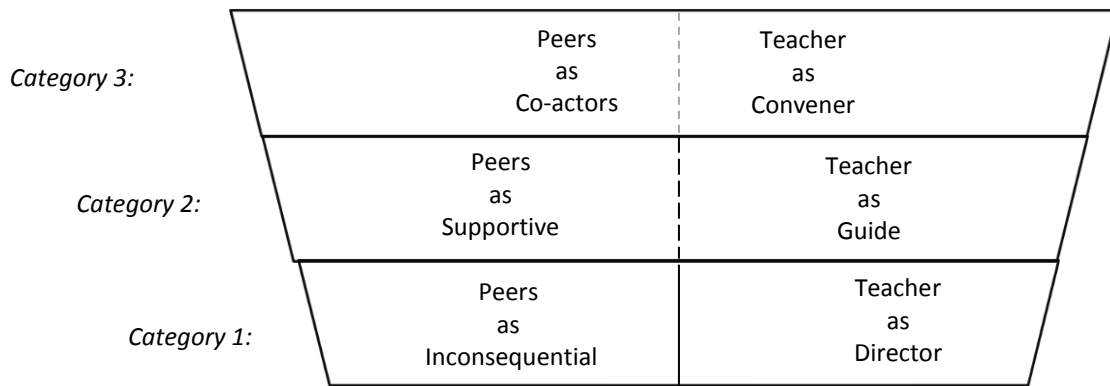 Category 3:
Peers
as
Co-actors
Teacher
as
Convener
Category 2:
Peers
as
Supportive
Teacher
as
Guide
Category 1:
Peers
as
Inconsequential
Teacher
as
Director